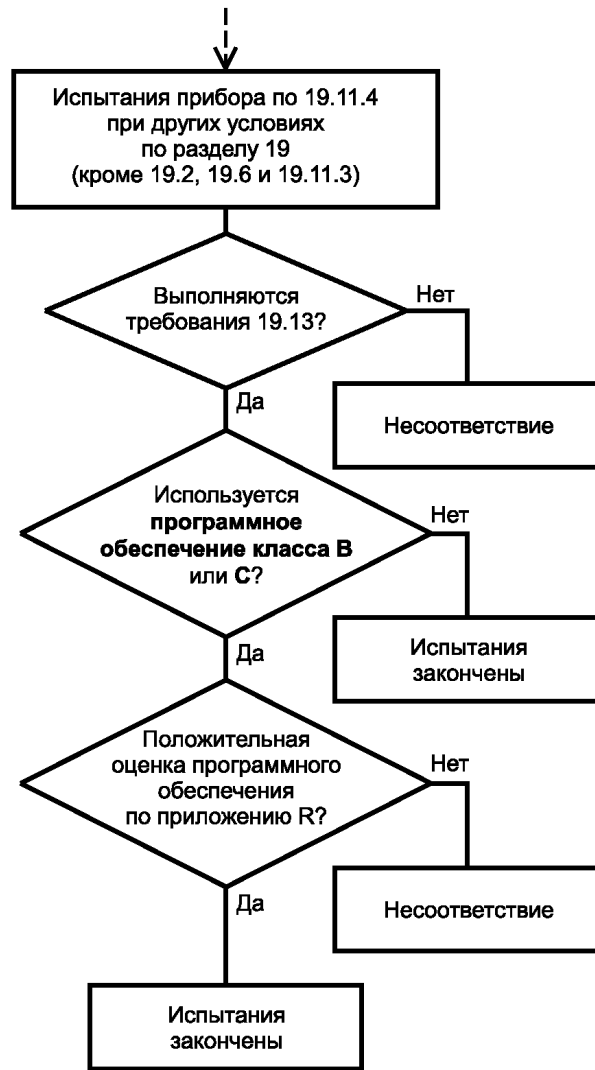 Испытания прибора по 19.11.4
при других условиях
по разделу 19
(кроме 19.2, 19.6 и 19.11.3)
Выполняются
требования 19.13?
Нет
Да
Несоответствие
Используется
программное
обеспечение класса В
или С?
Нет
Да
Испытания
закончены
Положительная
оценка программного
обеспечения
по приложению R?
Нет
Да
Несоответствие
Испытания
закончены